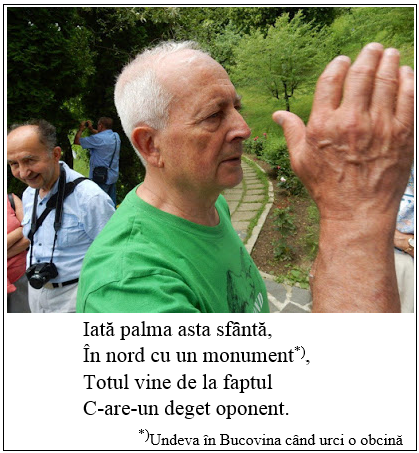 Iată palma asta sfântă,
În nord cu un monument*),
Totul vine de la faptul
C-are-un deget oponent.
*)Undeva în Bucovina când urci o obcină